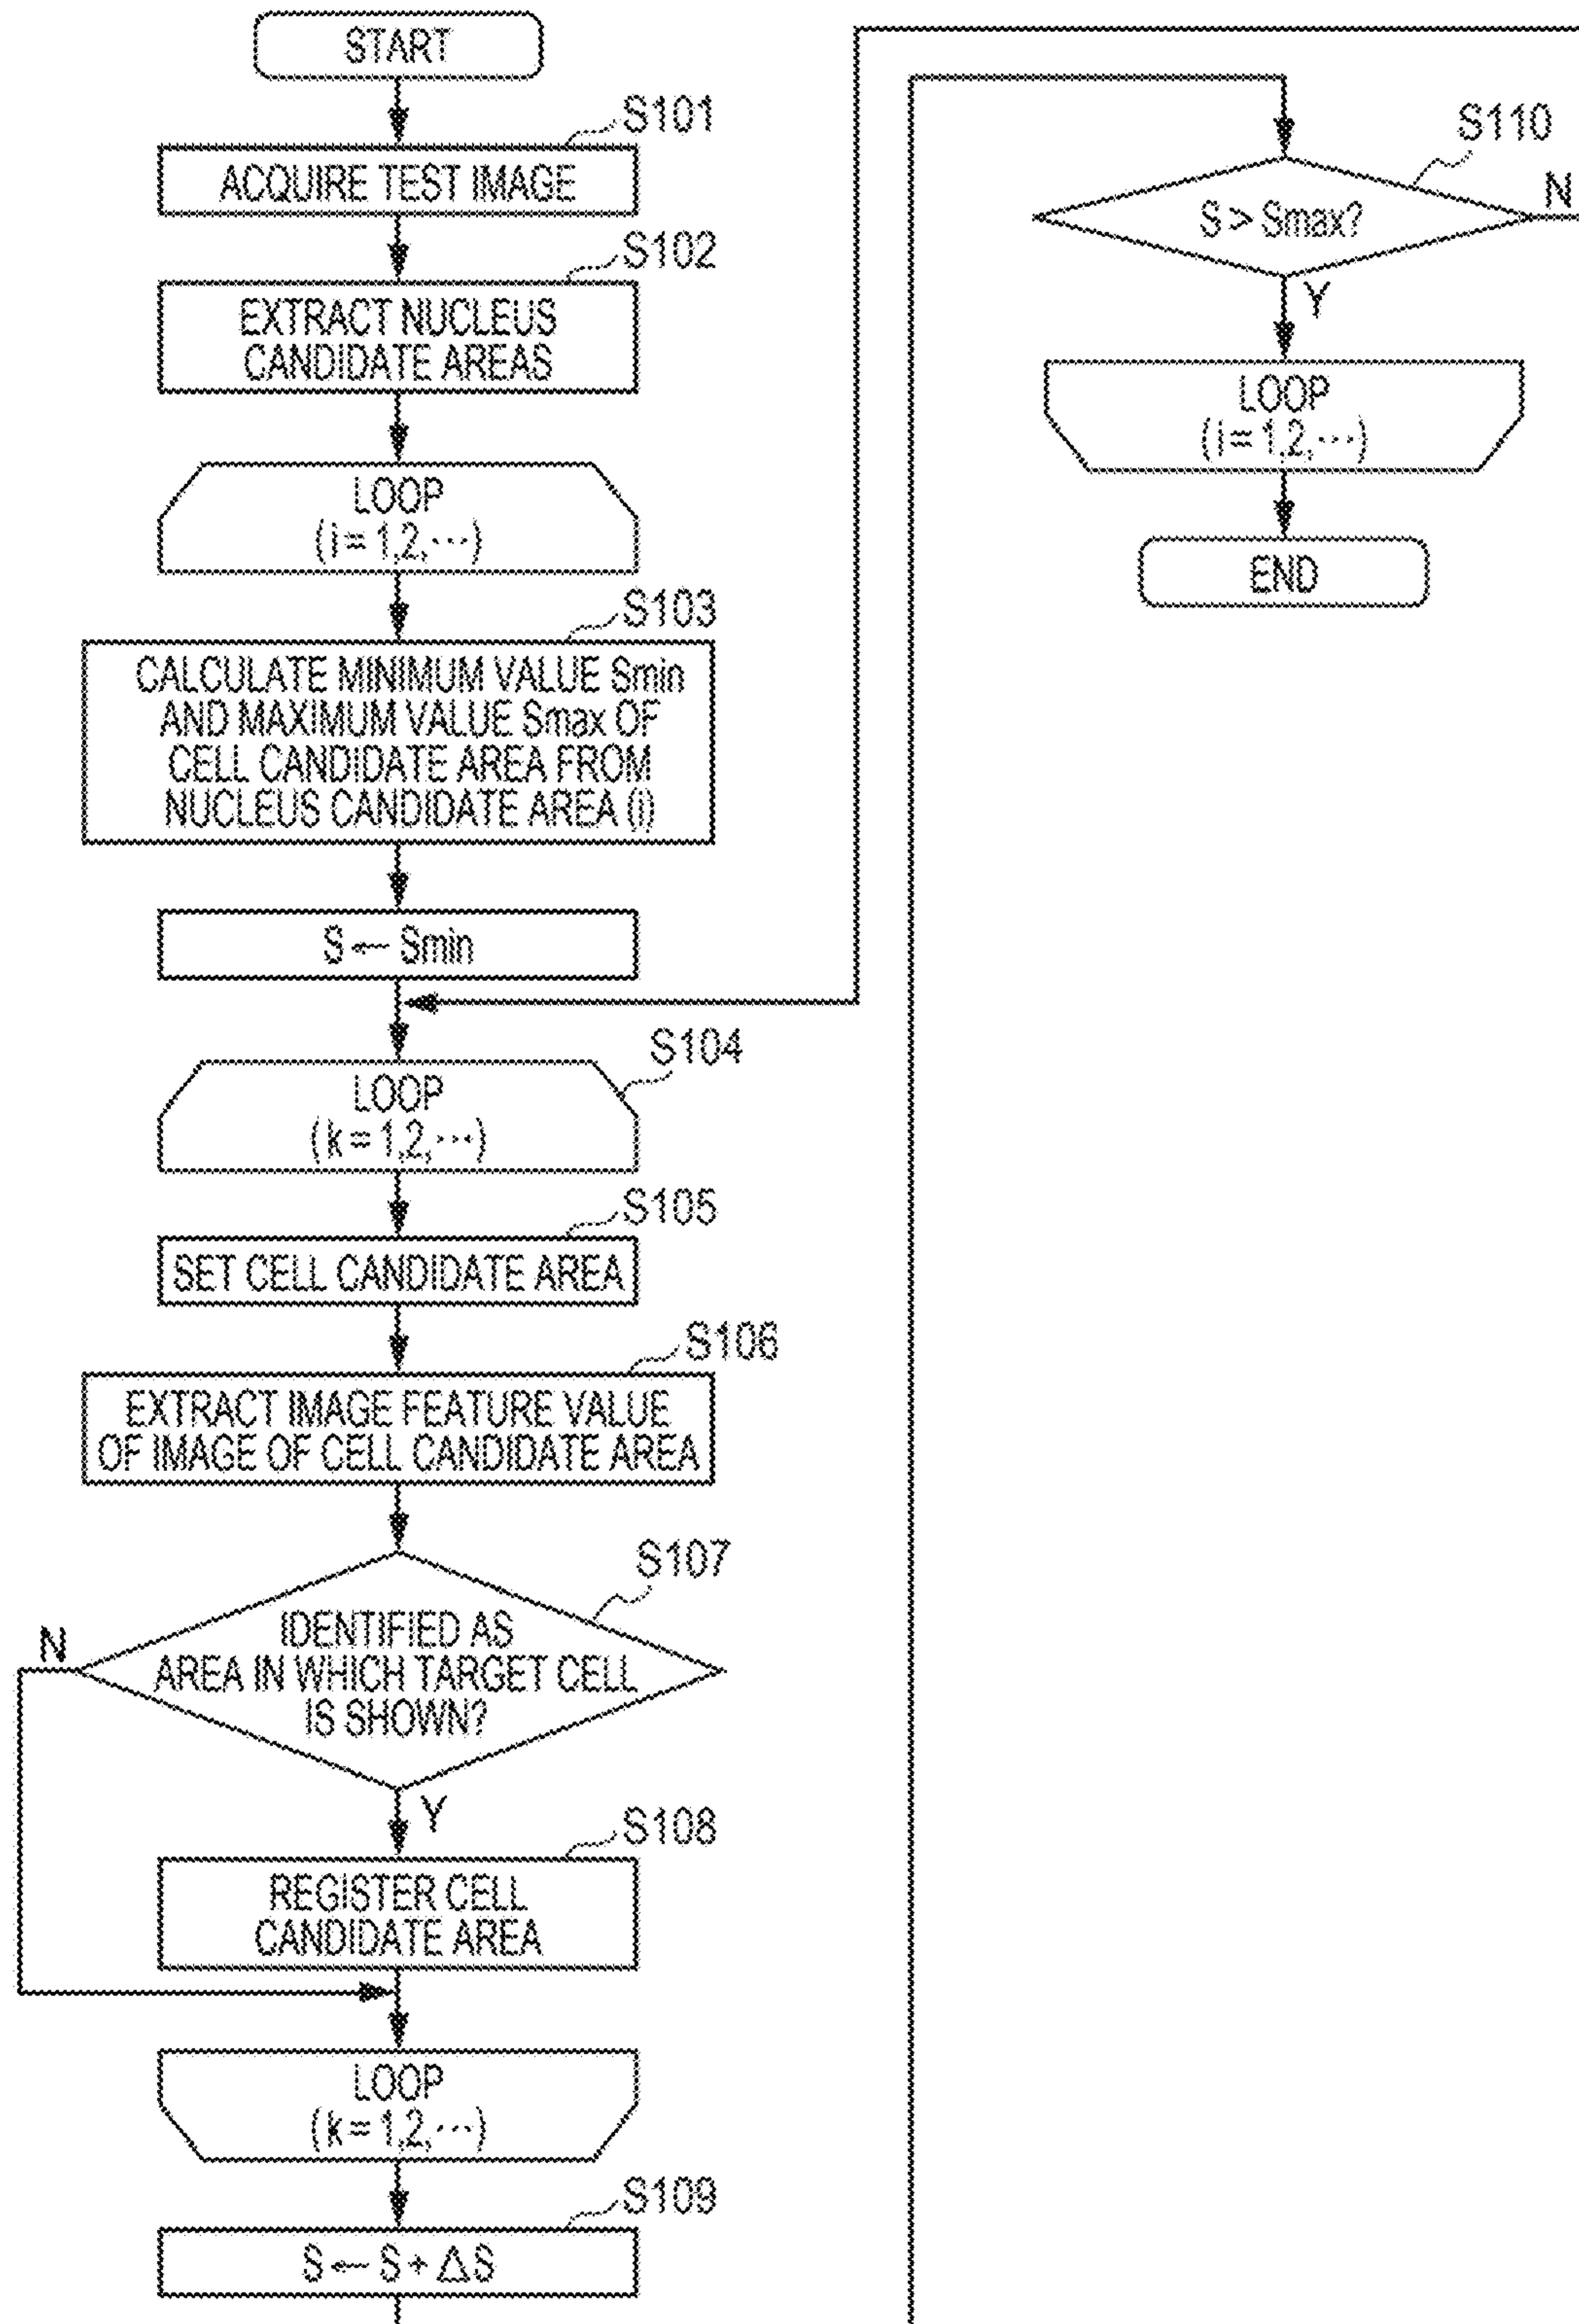 START
S101
ACQUIRE TEST IMAGE
S102
EXTRACT NUCLEUS
CANDIDATE AREAS
LOOP
(i = 1,2,⋯)
S103
CALCULATE MINIMUM VALUE Smin
AND MAXIMUM VALUE Smax OF
CELL CANDIDATE AREA FROM
NUCLEUS CANDIDATE AREA (i)
S ← Smin
S104
LOOP
(k = 1,2,⋯)
S105
SET CELL CANDIDATE AREA
S106
EXTRACT IMAGE FEATURE VALUE
OF IMAGE OF CELL CANDIDATE AREA
S107
N
IDENTIFIED AS
AREA IN WHICH TARGET CELL
IS SHOWN?
Y
S108
REGISTER CELL
CANDIDATE AREA
LOOP
(k = 1,2,⋯)
S109
S ← S + ΔS
S110
S > Smax?
N
Y
LOOP
(i = 1,2,⋯)
END